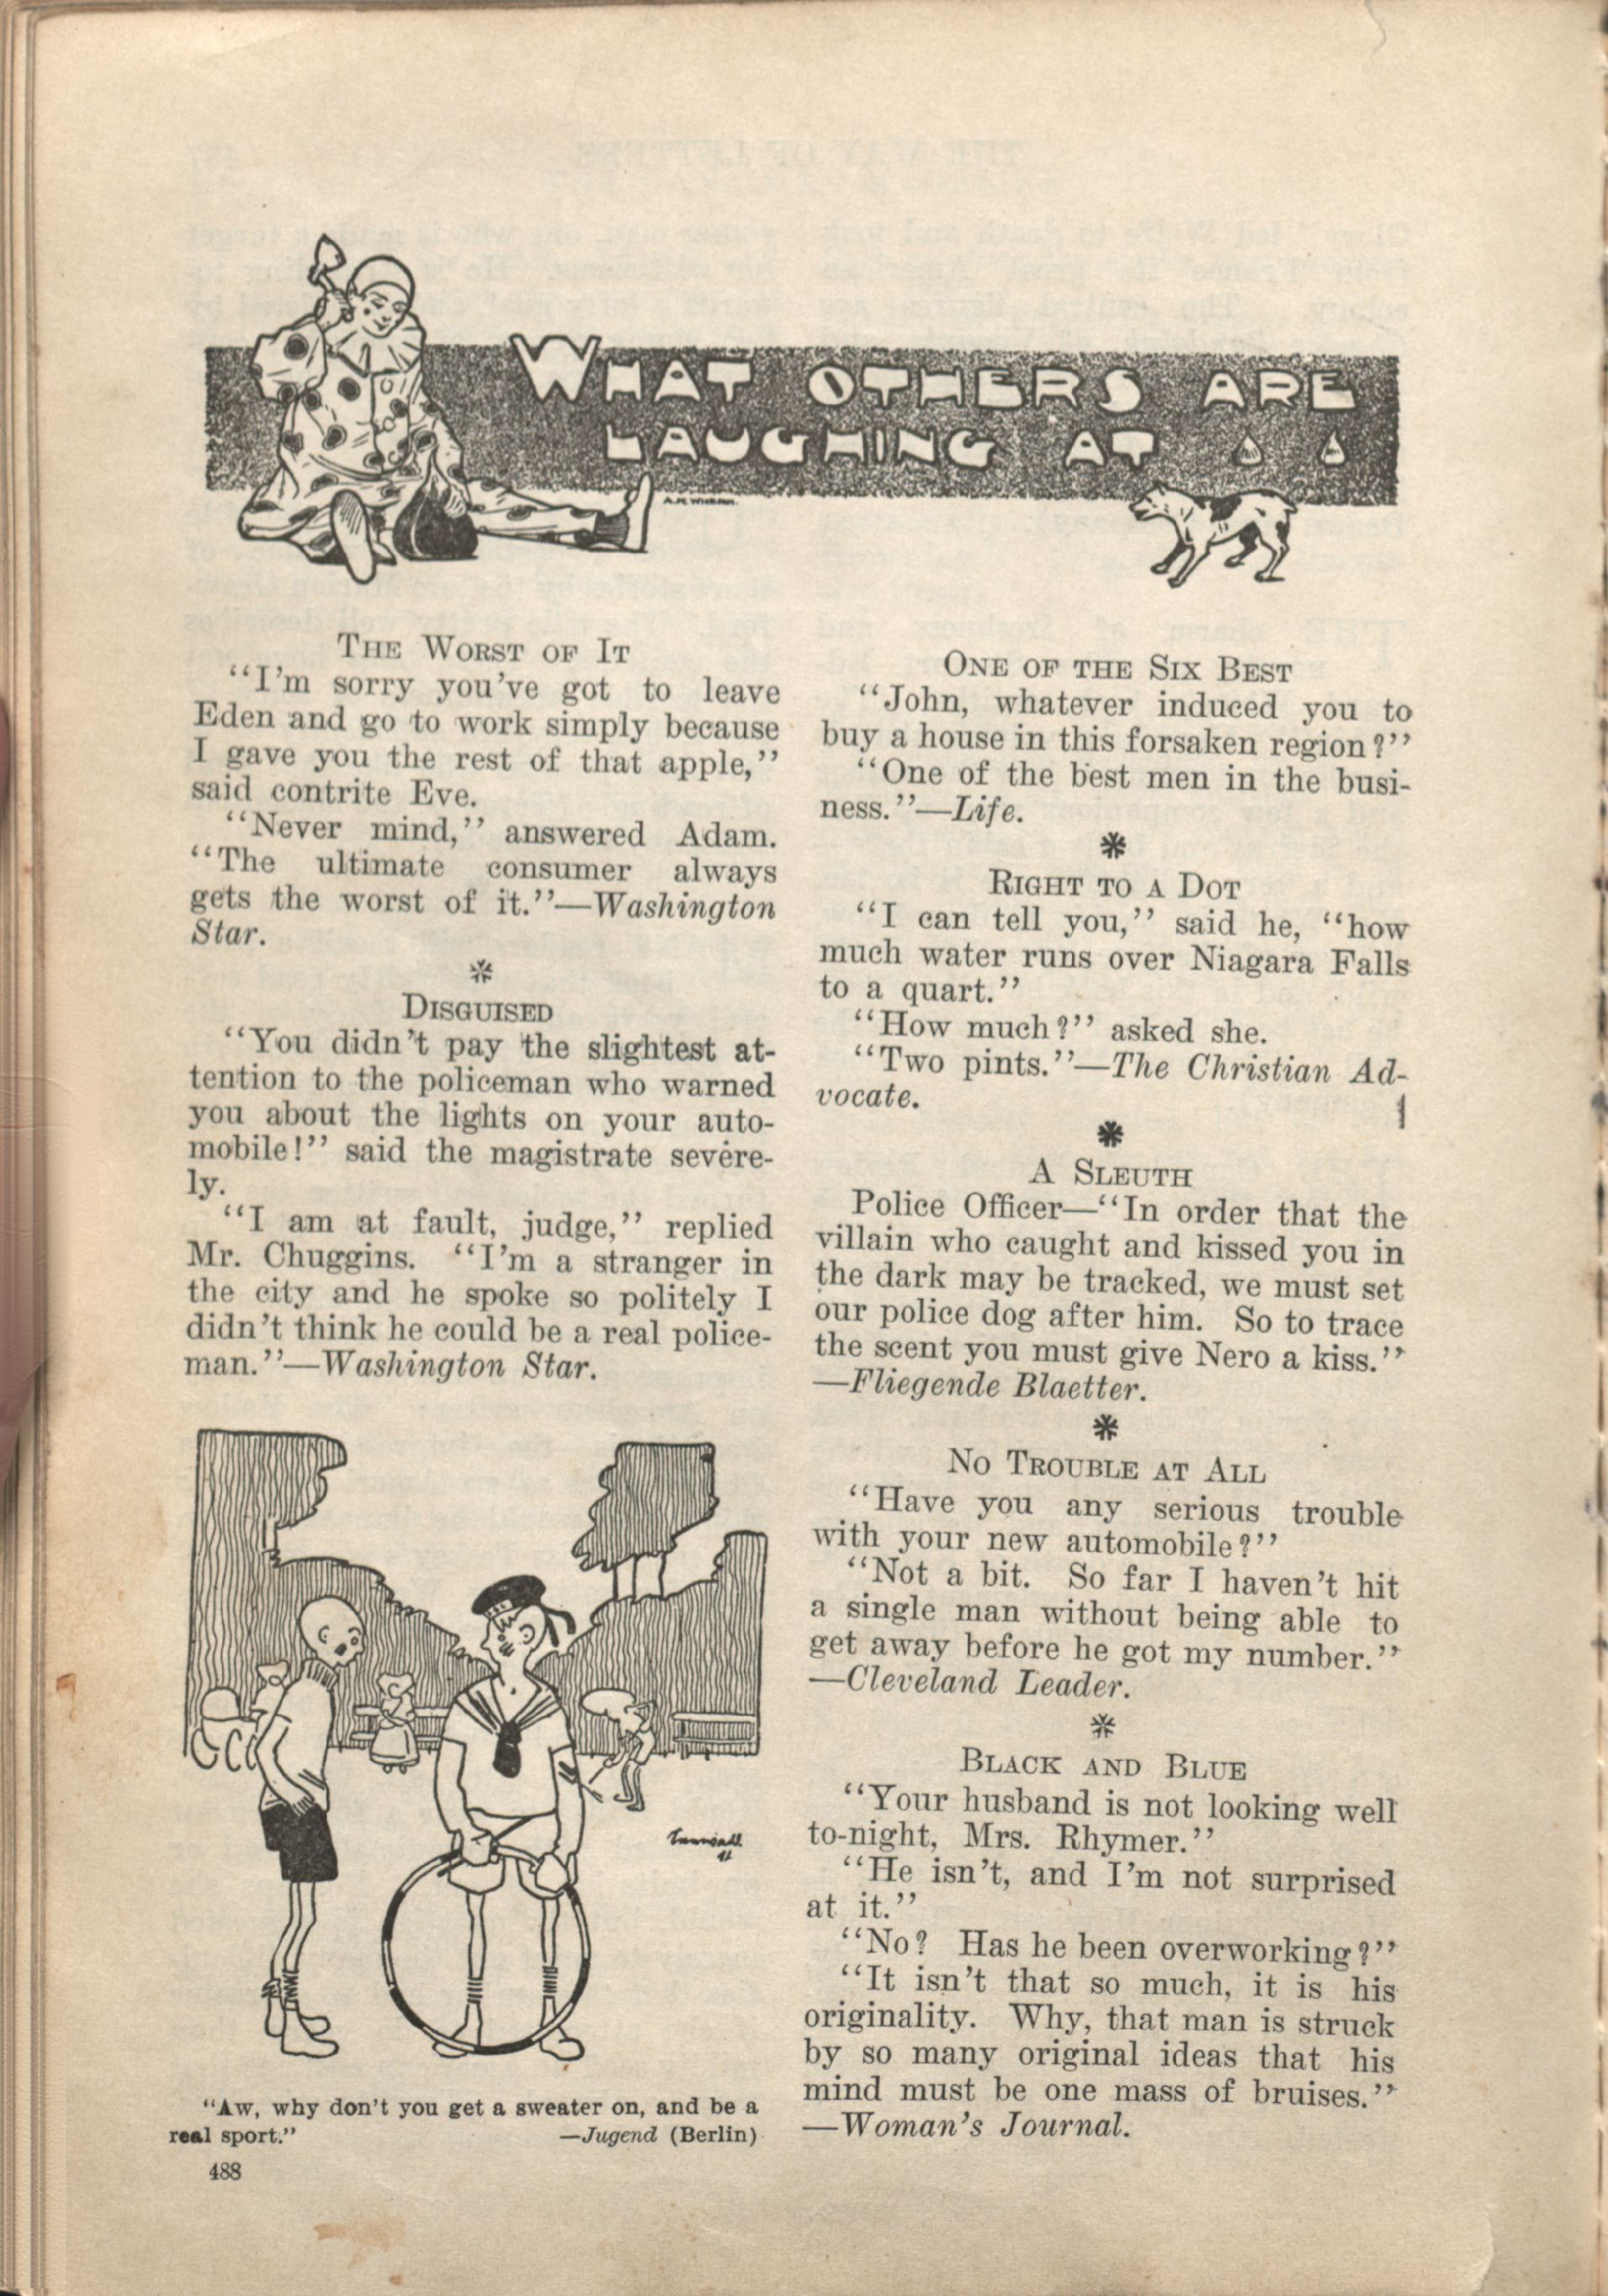 WHAT OTHERS ARE
LAUGHING AT
THE WORST OF IT
“I'm sorry you've got to leave
Eden and go to work simply because
I gave you the rest of that apple,”
said contrite Eve.
“Never mind,” answered Adam.
“The ultimate consumer always
gets the worst of it.”—Washington
Star.
*
DISGUISED
“You didn't pay the slightest at-
tention to the policeman who warned
you about the lights on your auto-
mobile!” said the magistrate severe-
ly.
“I am at fault, judge,” replied
Mr. Chuggins. “I'm a stranger in
the city and he spoke so politely I
didn't think he could be a real police-
man.”—Washington Star.
“Aw, why don't you get a sweater on, and be a
real sport.” —Jugend (Berlin)
488
ONE OF THE SIX BEST
“John, whatever induced you to
buy a house in this forsaken region?”
“One of the best men in the busi-
ness.”—Life.
*
RIGHT TO A DOT
“I can tell you,” said he, “how
much water runs over Niagara Falls
to a quart.”
“How much?” asked she.
“Two pints.”—The Christian Ad-
vocate.
*
A SLEUTH
Police Officer—“In order that the
villain who caught and kissed you in
the dark may be tracked, we must set
our police dog after him. So to trace
the scent you must give Nero a kiss.”
—Fliegende Blaetter.
*
NO TROUBLE AT ALL
“Have you any serious trouble
with your new automobile?”
“Not a bit. So far I haven't hit
a single man without being able to
get away before he got my number.”
—Cleveland Leader.
*
BLACK AND BLUE
“Your husband is not looking well
to-night, Mrs. Rhymer.”
“He isn't, and I'm not surprised
at it.”
“No? Has he been overworking?”
“It isn't that so much, it is his
originality. Why, that man is struck
by so many original ideas that his
mind must be one mass of bruises.”
—Woman's Journal.